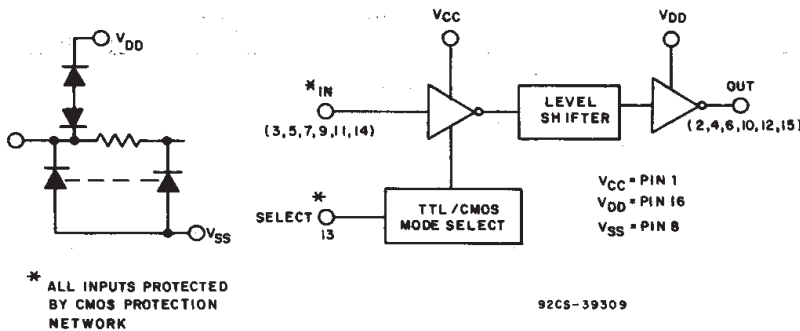 VDD
VSS
* ALL INPUTS PROTECTED
BY CMOS PROTECTION
NETWORK
VCC
VDD
*IN
(3,5,7,9,11,14)
LEVEL
SHIFTER
OUT
(2,4,6,10,12,15)
*
SELECT
13
TTL/CMOS
MODE SELECT
VCC = PIN 1
VDD = PIN 16
VSS = PIN 8
92CS-39309